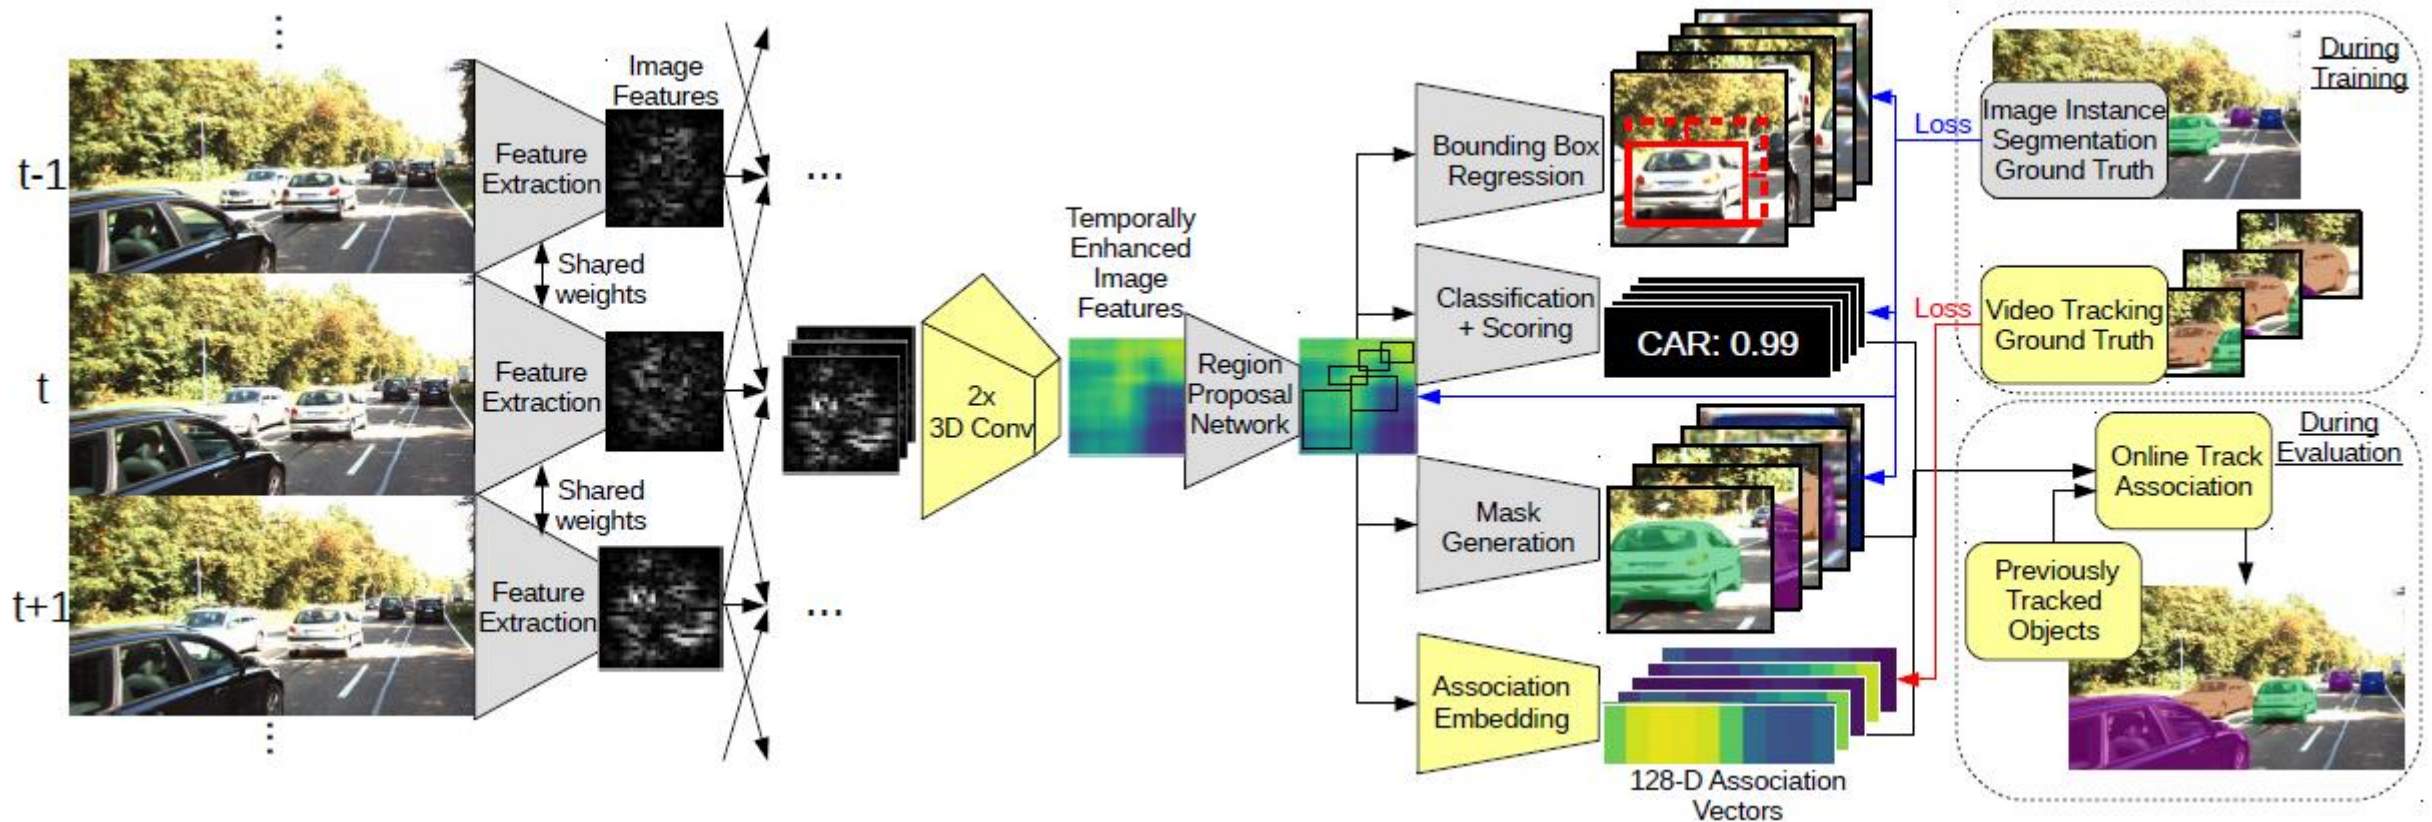 t-1
t
t+1
Feature
Extraction
Image
Features
Shared
weights
Feature
Extraction
Shared
weights
Feature
Extraction
...
...
2x
3D Conv
Temporally
Enhanced
Image
Features
Region
Proposal
Network
Bounding Box
Regression
Classification
+ Scoring
CAR: 0.99
Mask
Generation
Association
Embedding
128-D Association
Vectors
During
Training
Loss
Image Instance
Segmentation
Ground Truth
Loss
Video Tracking
Ground Truth
During
Evaluation
Online Track
Association
Previously
Tracked
Objects